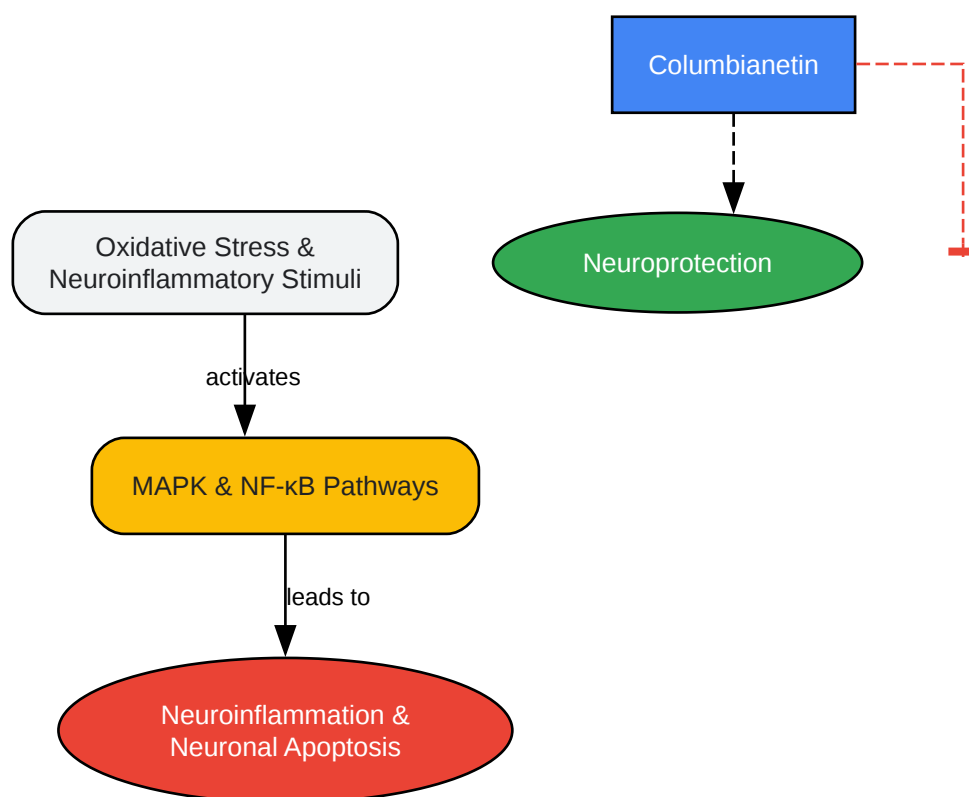 Columbianetin
Oxidative Stress &
Neuroinflammatory Stimuli
Neuroprotection
activates
MAPK & NF-κB Pathways
leads to
Neuroinflammation &
Neuronal Apoptosis